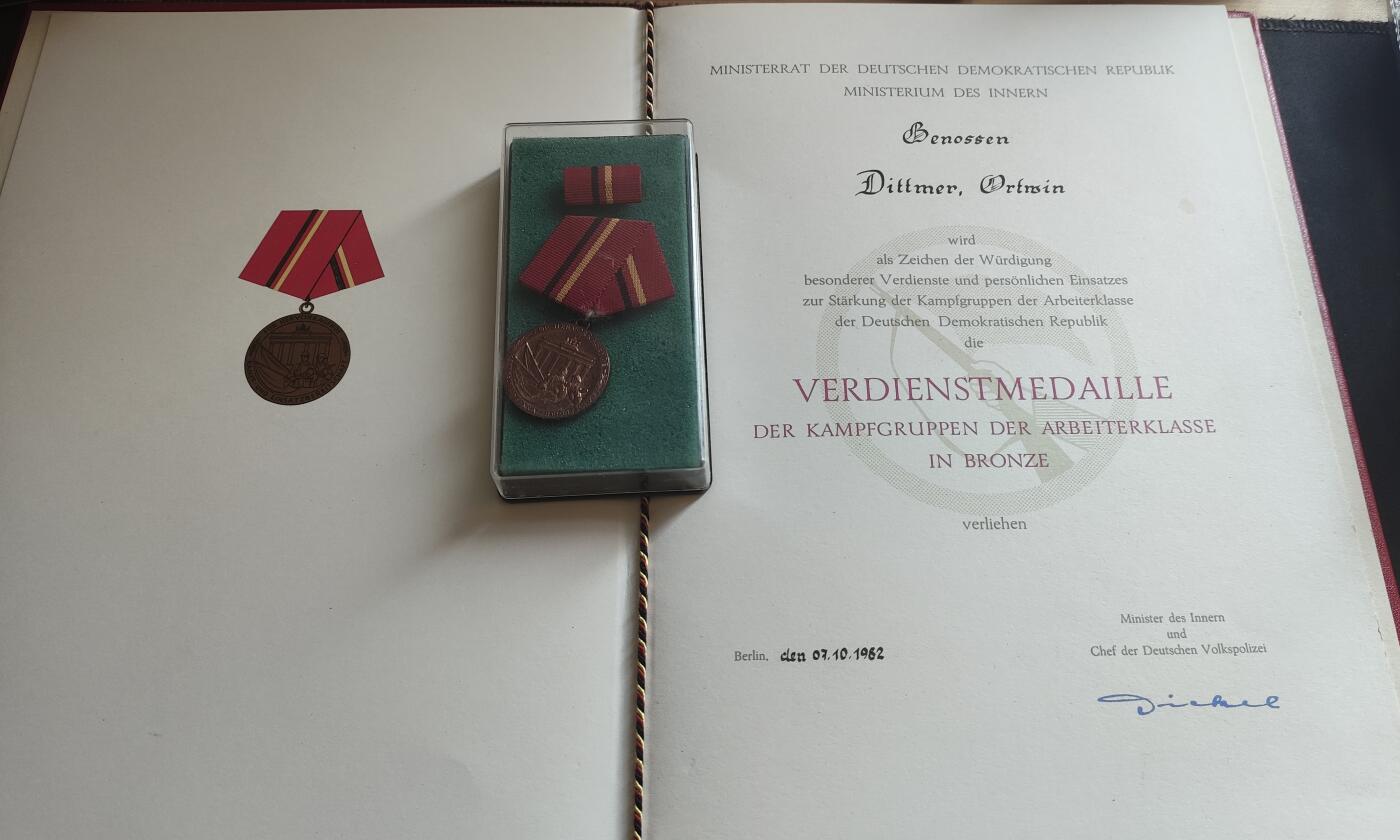 MINISTERRAT DER DEUTSCHEN DEMOKRATISCHEN REPUBLIK
MINISTERIUM DES INNERN
Genossen
Dittmer, Ortwin
wird
als Zeichen der Würdigung
besonderer Verdienste und persönlichen Einsatzes
zur Stärkung der Kampfgruppen der Arbeiterklasse
der Deutschen Demokratischen Republik
die
VERDIENSTMEDAILLE
DER KAMPFGRUPPEN DER ARBEITERKLASSE
IN BRONZE
verliehen
Minister des Innern
und
Chef der Deutschen Volkspolizei
Berlin, den 07.10.1982
Dickel